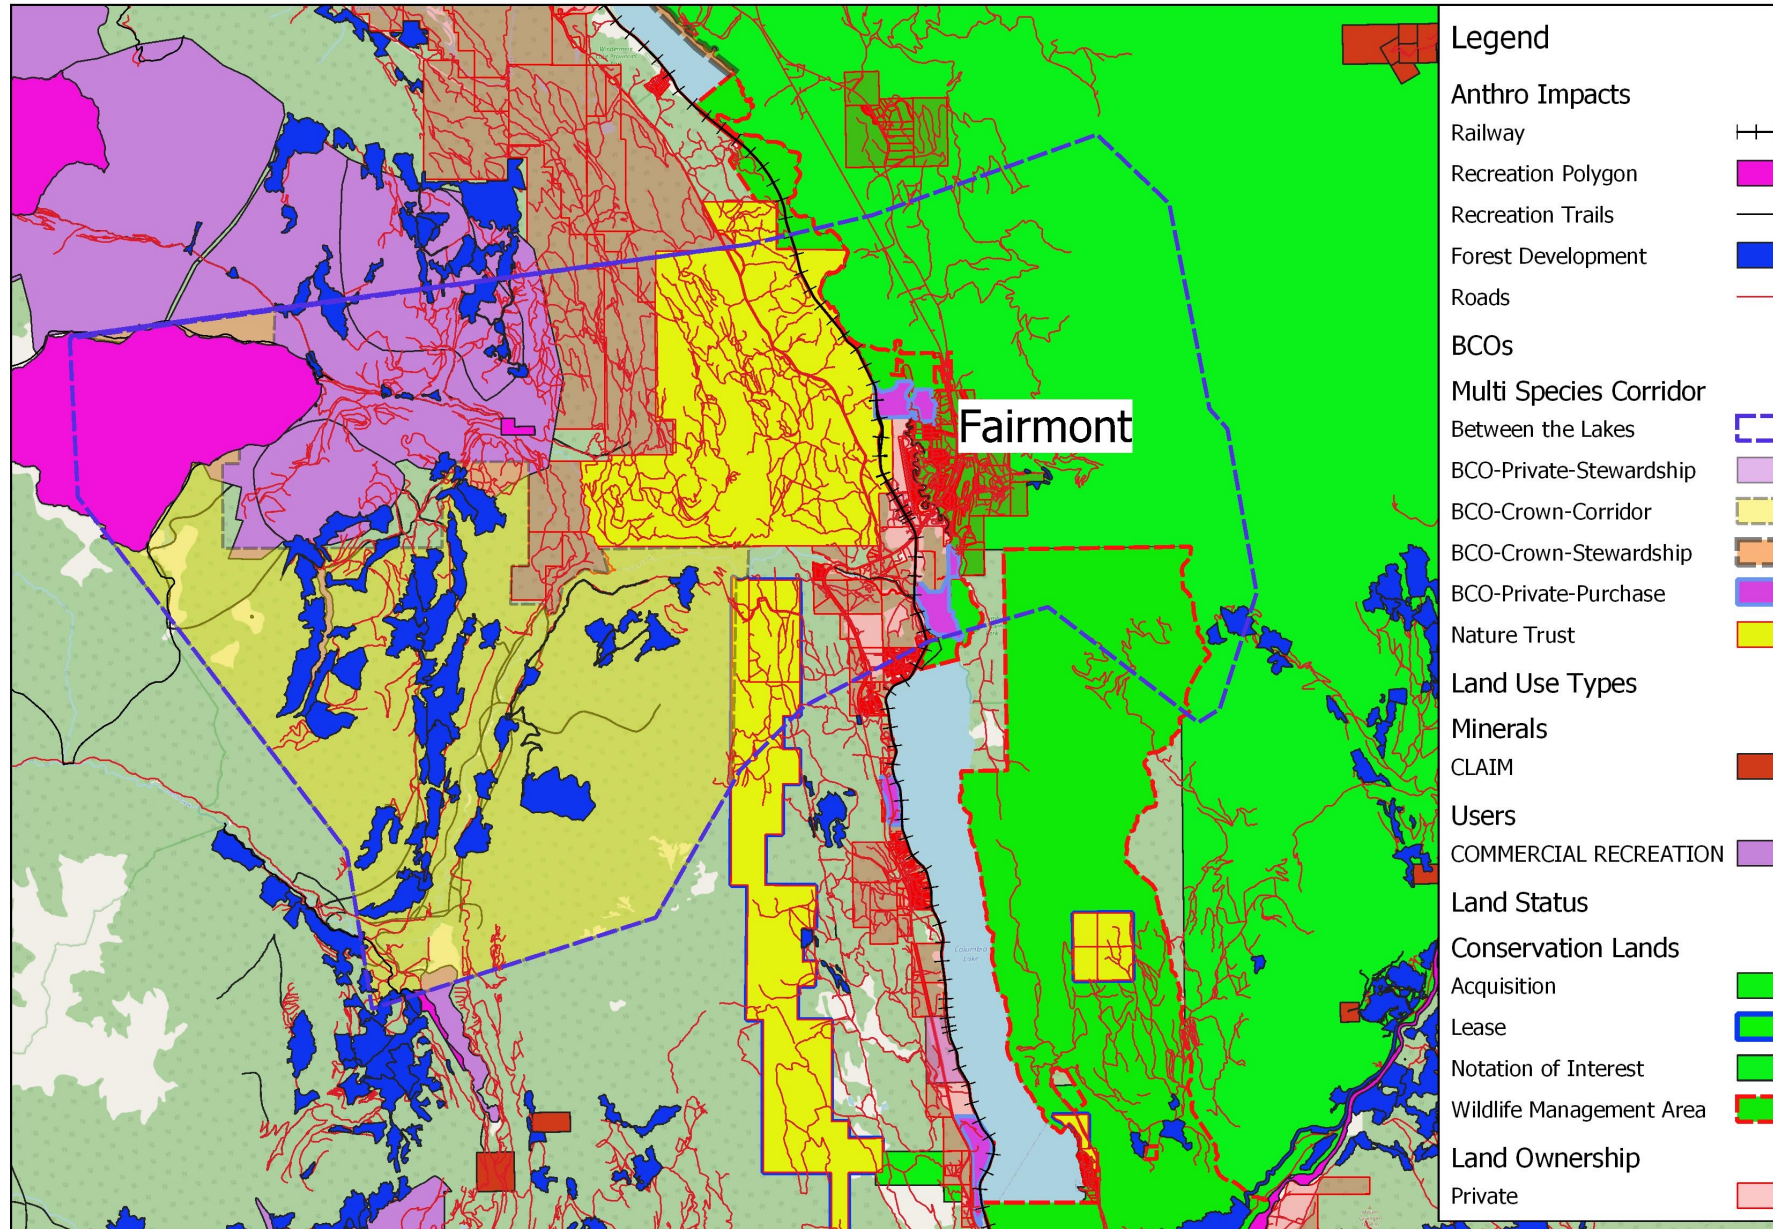 Legend
Anthro Impacts
Railway
Recreation Polygon
Recreation Trails
Forest Development
Roads
BCOs
Multi Species Corridor
Between the Lakes
BCO-Private-Stewardship
BCO-Crown-Corridor
BCO-Crown-Stewardship
BCO-Private-Purchase
Nature Trust
Land Use Types
Minerals
CLAIM
Users
COMMERCIAL RECREATION
Land Status
Conservation Lands
Acquisition
Lease
Notation of Interest
Wildlife Management Area
Land Ownership
Private
Fairmont
Columbia
Lake